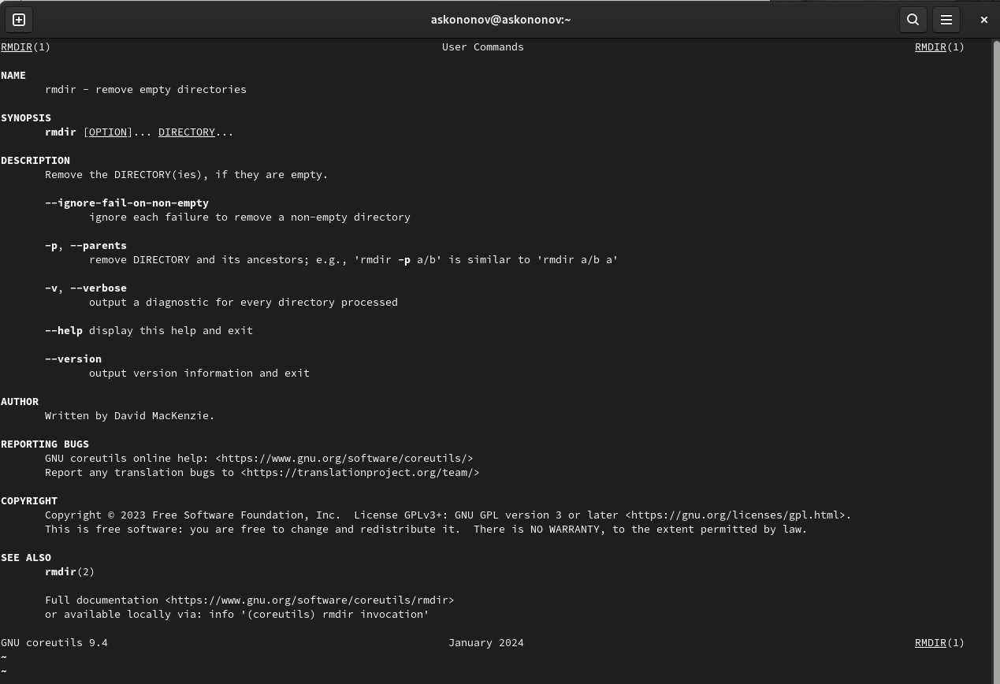 askononov@askononov:~
RMDIR(1) User Commands RMDIR(1)
NAME
rmdir - remove empty directories
SYNOPSIS
rmdir [OPTION]... DIRECTORY...
DESCRIPTION
Remove the DIRECTORY(ies), if they are empty.
--ignore-fail-on-non-empty
ignore each failure to remove a non-empty directory
-p, --parents
remove DIRECTORY and its ancestors; e.g., 'rmdir -p a/b' is similar to 'rmdir a/b a'
-v, --verbose
output a diagnostic for every directory processed
--help display this help and exit
--version
output version information and exit
AUTHOR
Written by David MacKenzie.
REPORTING BUGS
GNU coreutils online help: <https://www.gnu.org/software/coreutils/>
Report any translation bugs to <https://translationproject.org/team/>
COPYRIGHT
Copyright © 2023 Free Software Foundation, Inc.  License GPLv3+: GNU GPL version 3 or later <https://gnu.org/licenses/gpl.html>.
This is free software: you are free to change and redistribute it.  There is NO WARRANTY, to the extent permitted by law.
SEE ALSO
rmdir(2)
Full documentation <https://www.gnu.org/software/coreutils/rmdir>
or available locally via: info '(coreutils) rmdir invocation'
GNU coreutils 9.4 January 2024 RMDIR(1)
~
~